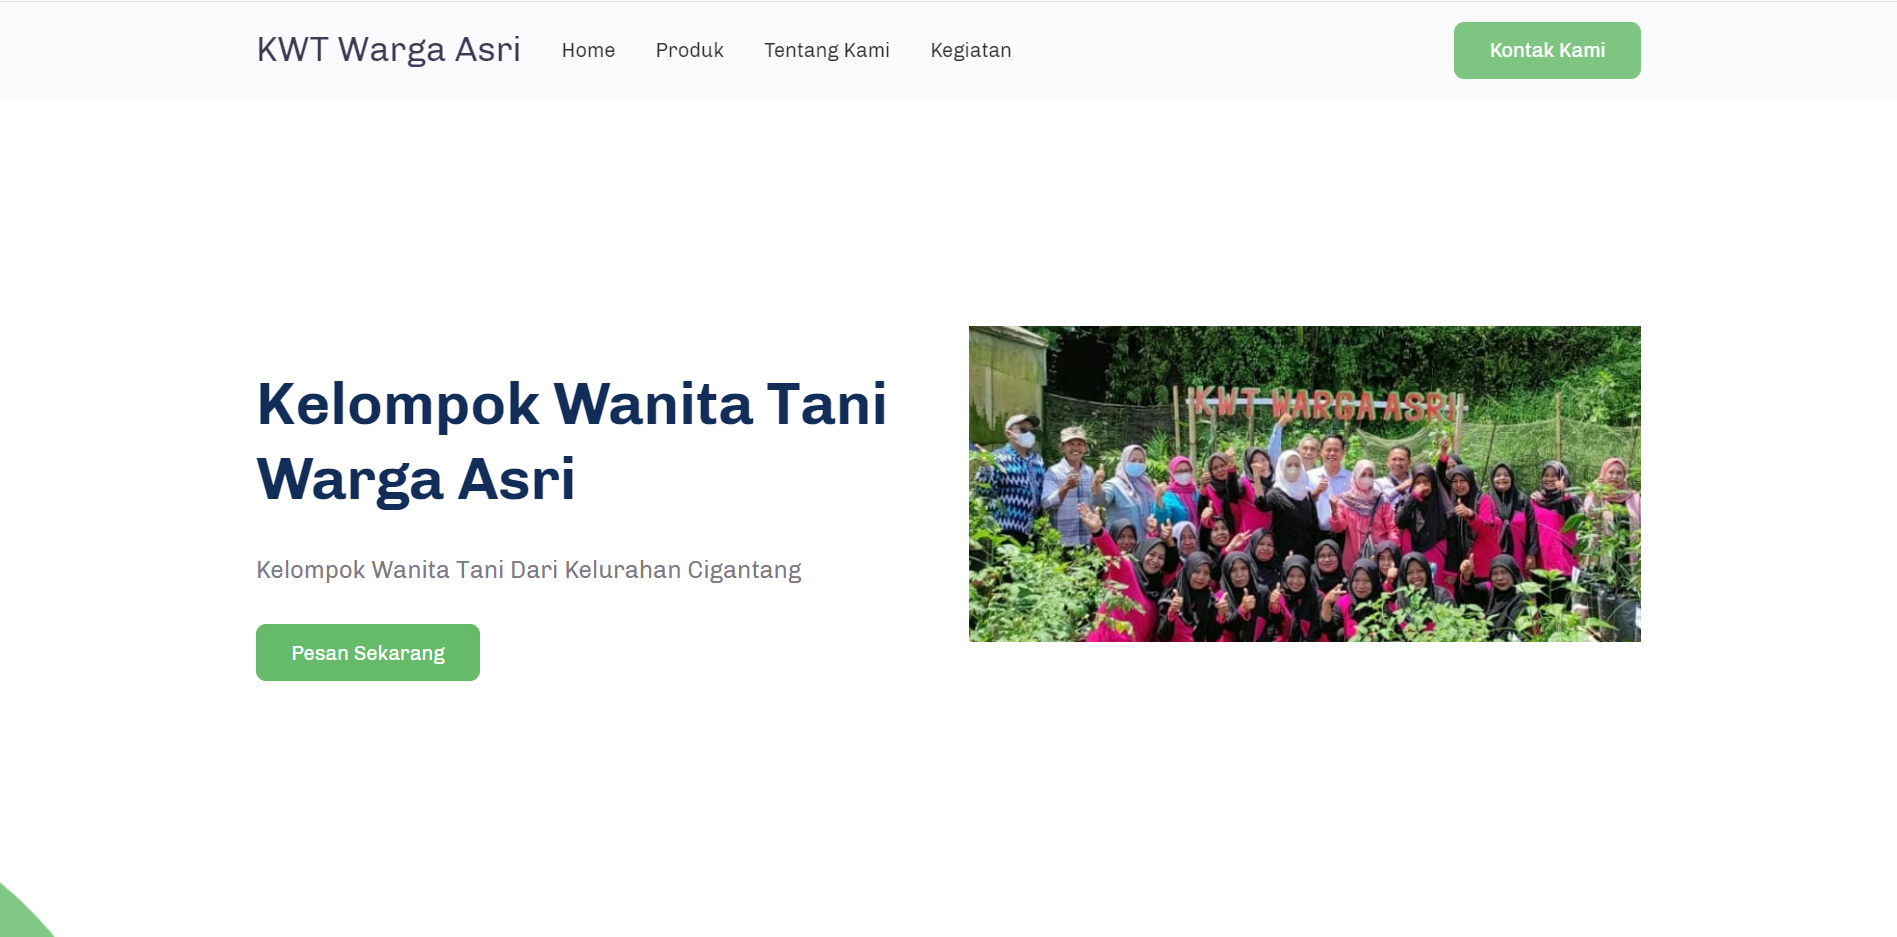 KWT Warga Asri
Home
Produk
Tentang Kami
Kegiatan
Kontak Kami
Kelompok Wanita Tani
Warga Asri
Kelompok Wanita Tani Dari Kelurahan Cigantang
Pesan Sekarang
KWT WARGA ASRI